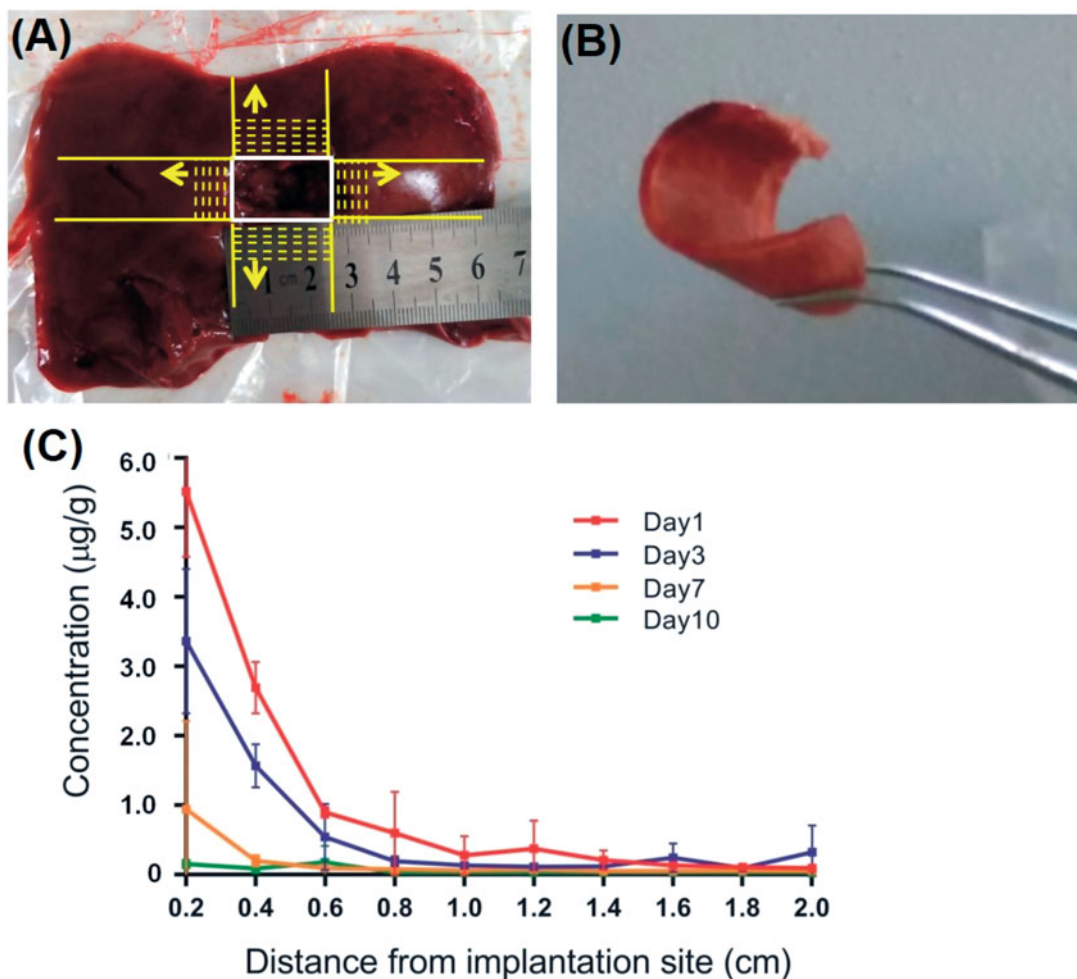 (A)
1 cm 2 3 4 5 6 7
(B)
(C)
6.0
5.0
4.0
3.0
2.0
1.0
0
Concentration (µg/g)
Day1
Day3
Day7
Day10
0.2 0.4 0.6 0.8 1.0 1.2 1.4 1.6 1.8 2.0
Distance from implantation site (cm)